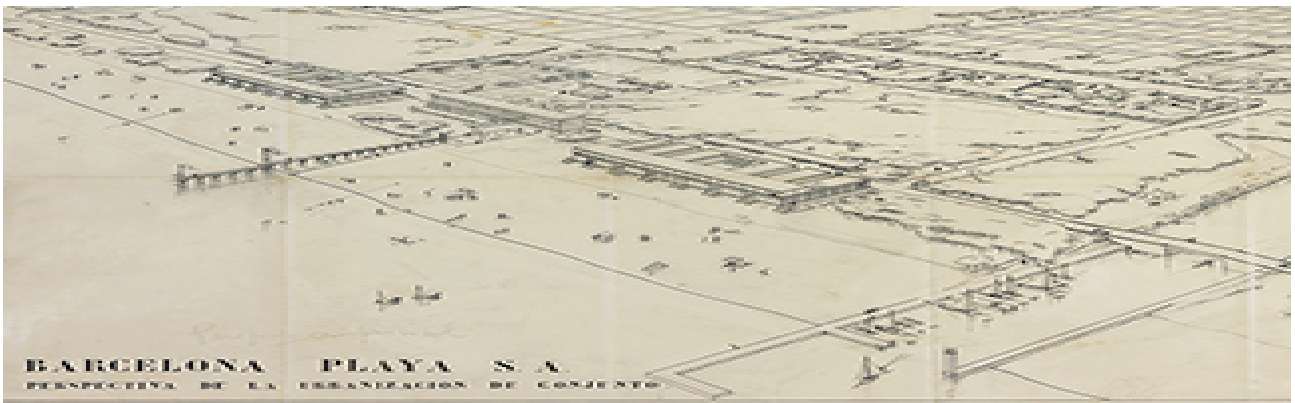 BARCELONA PLAYA S. A.
PERSPECTIVA DE LA URBANIZACION DE CONJUNTO